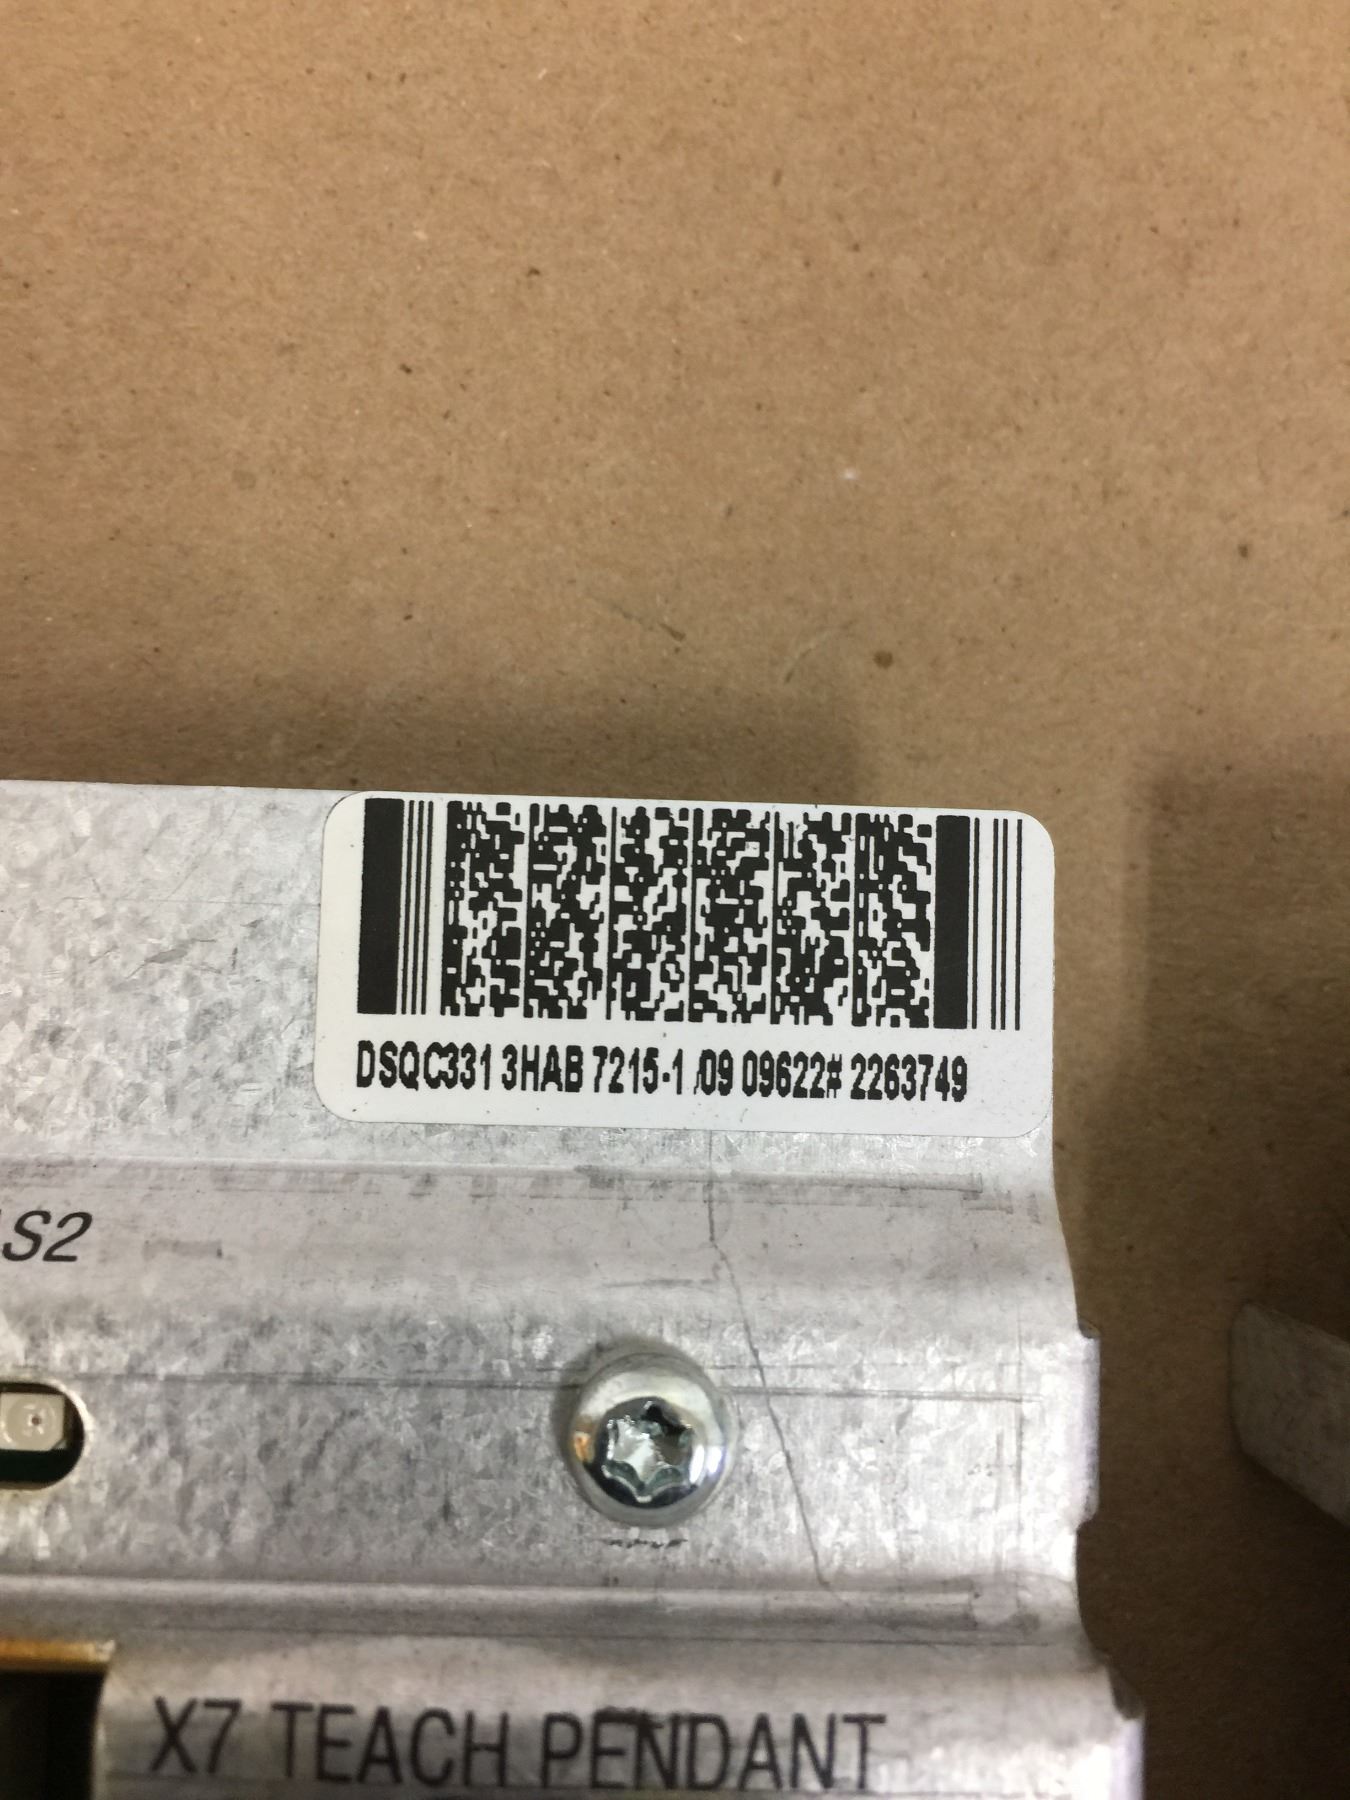 DSQC331 3HAB 7215-1 /09 09622# 2263749
S2
X7 TEACH PENDANT